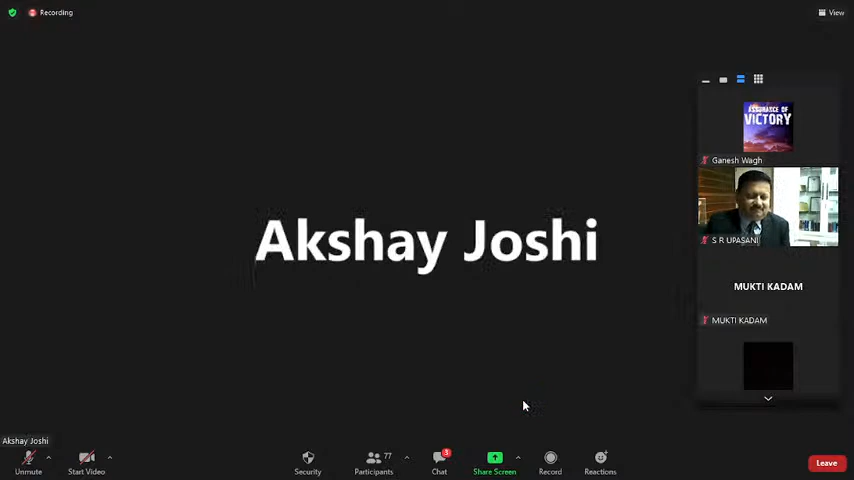 Recording
View
ASSURANCE OF
VICTORY
Ganesh Wagh
S R UPASANI
MUKTI KADAM
MUKTI KADAM
Akshay Joshi
Akshay Joshi
77
3
Unmute
Start Video
Security
Participants
Chat
Share Screen
Record
Reactions
Leave